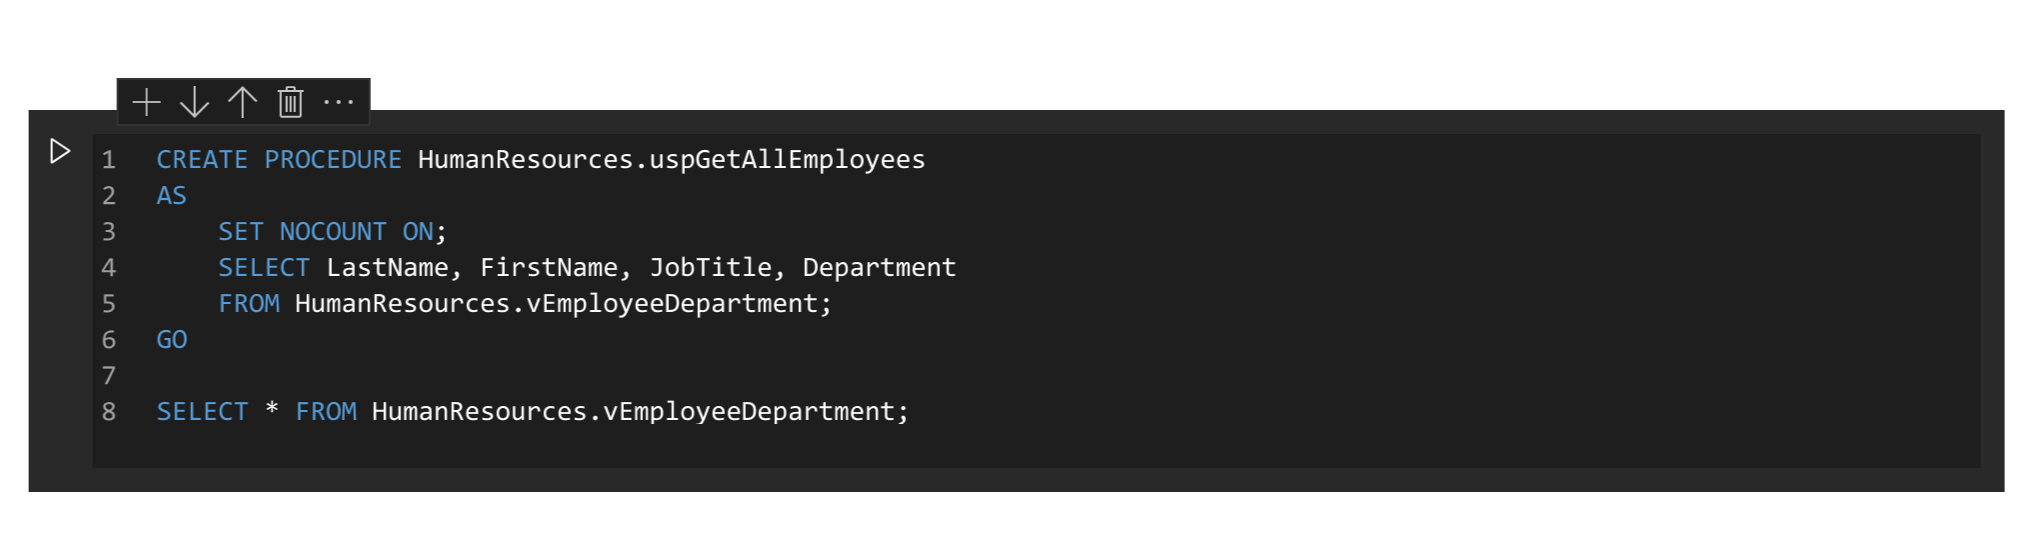 1 CREATE PROCEDURE HumanResources.uspGetAllEmployees
2 AS
3     SET NOCOUNT ON;
4     SELECT LastName, FirstName, JobTitle, Department
5     FROM HumanResources.vEmployeeDepartment;
6 GO
7
8 SELECT * FROM HumanResources.vEmployeeDepartment;